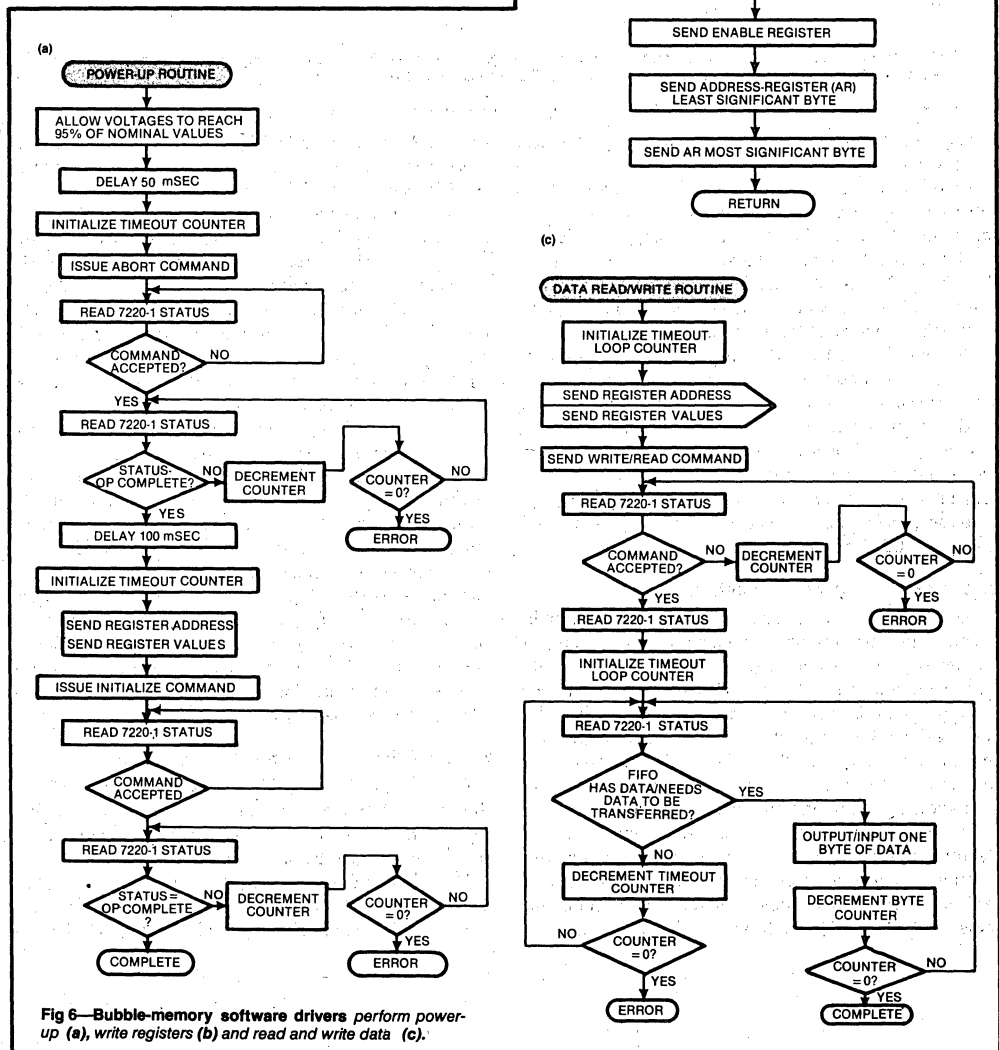 (a)
POWER-UP ROUTINE
ALLOW VOLTAGES TO REACH
95% OF NOMINAL VALUES
DELAY 50 mSEC
INITIALIZE TIMEOUT COUNTER
ISSUE ABORT COMMAND
READ 7220-1 STATUS
COMMAND
ACCEPTED?
NO
YES
READ 7220-1 STATUS
STATUS-
OP COMPLETE?
NO
DECREMENT
COUNTER
COUNTER
= 0?
NO
YES
ERROR
YES
DELAY 100 mSEC
INITIALIZE TIMEOUT COUNTER
SEND REGISTER ADDRESS
SEND REGISTER VALUES
ISSUE INITIALIZE COMMAND
READ 7220-1 STATUS
COMMAND
ACCEPTED
READ 7220-1 STATUS
STATUS =
OP COMPLETE
?
NO
DECREMENT
COUNTER
COUNTER
= 0?
NO
YES
ERROR
COMPLETE
SEND ENABLE REGISTER
SEND ADDRESS-REGISTER (AR)
LEAST SIGNIFICANT BYTE
SEND AR MOST SIGNIFICANT BYTE
RETURN
(c)
DATA READ/WRITE ROUTINE
INITIALIZE TIMEOUT
LOOP COUNTER
SEND REGISTER ADDRESS
SEND REGISTER VALUES
SEND WRITE/READ COMMAND
READ 7220-1 STATUS
COMMAND
ACCEPTED?
NO
DECREMENT
COUNTER
COUNTER
= 0
NO
YES
ERROR
YES
READ 7220-1 STATUS
INITIALIZE TIMEOUT
LOOP COUNTER
READ 7220-1 STATUS
FIFO
HAS DATA/NEEDS
DATA TO BE
TRANSFERRED?
YES
OUTPUT/INPUT ONE
BYTE OF DATA
DECREMENT BYTE
COUNTER
COUNTER
= 0?
NO
YES
COMPLETE
NO
DECREMENT TIMEOUT
COUNTER
COUNTER
= 0?
NO
YES
ERROR
Fig 6—Bubble-memory software drivers perform power-
up (a), write registers (b) and read and write data (c).